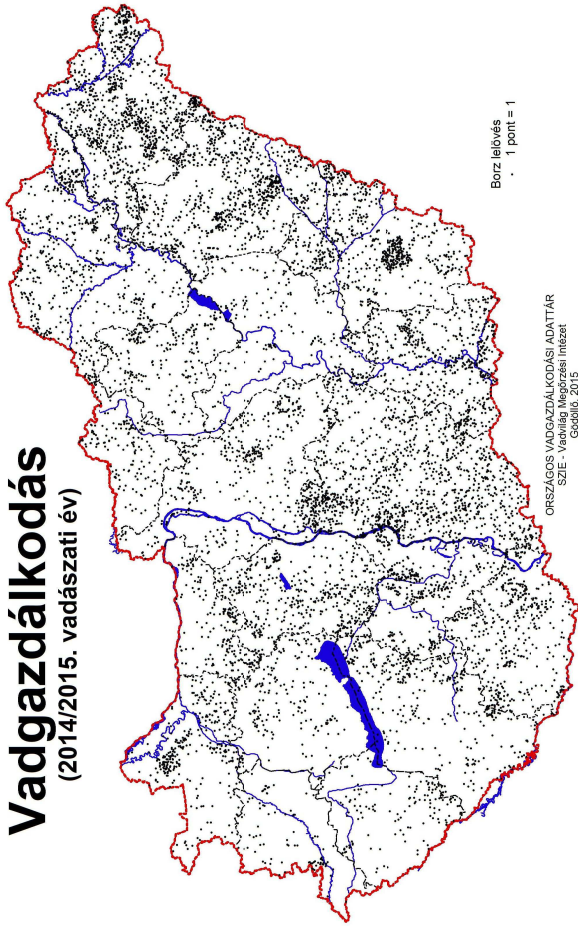 Vadgazdálkodás
(2014/2015. vadászati év)
Borz lelövés
1 pont = 1
ORSZÁGOS VADGAZDÁLKODÁSI ADATTÁR
SZIE - Vadvilág Megőrzési Intézet
Gödöllő, 2015